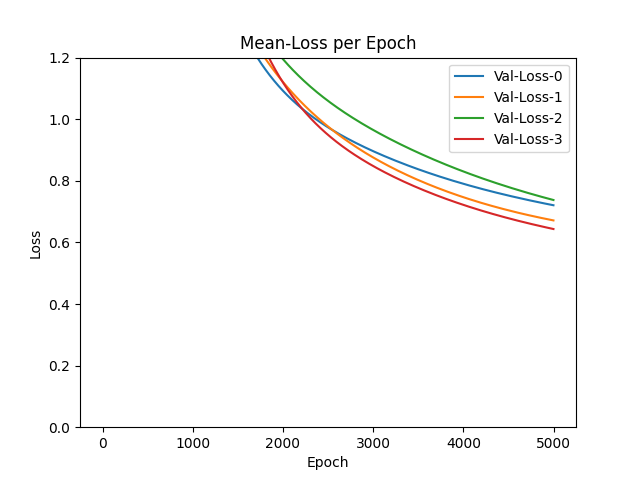 Mean-Loss per Epoch
1.2
1.0
0.8
0.6
0.4
0.2
0.0
Loss
Val-Loss-0
Val-Loss-1
Val-Loss-2
Val-Loss-3
0 1000 2000 3000 4000 5000
Epoch